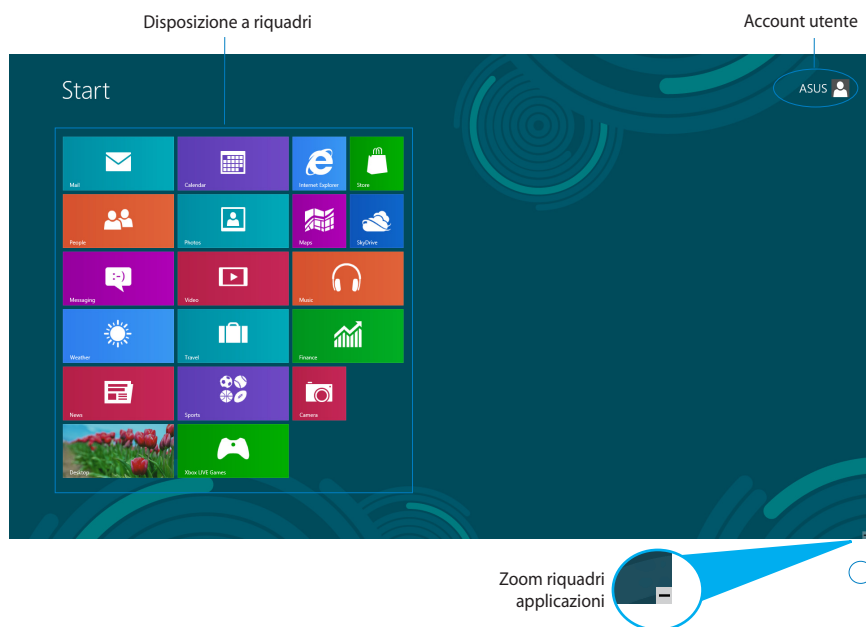 Disposizione a riquadri
Account utente
Start
ASUS
Mail
Calendar
Internet Explorer
Store
People
Photos
Maps
SkyDrive
Messaging
Video
Music
Weather
Travel
Finance
News
Sports
Camera
Desktop
Xbox LIVE Games
Zoom riquadri
applicazioni